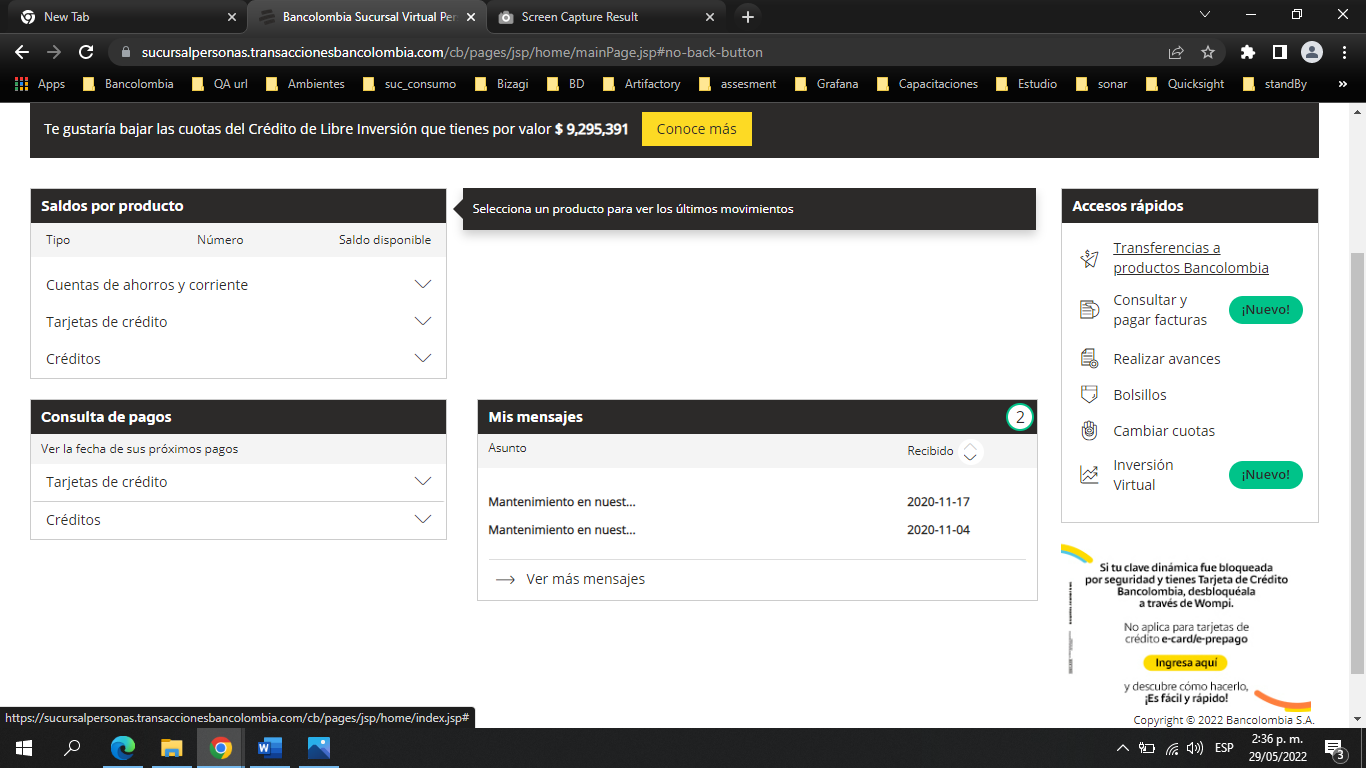 New Tab
Bancolombia Sucursal Virtual Per
Screen Capture Result
sucursalpersonas.transaccionesbancolombia.com/cb/pages/jsp/home/mainPage.jsp#no-back-button
Apps
Bancolombia
QA url
Ambientes
suc_consumo
Bizagi
BD
Artifactory
assesment
Grafana
Capacitaciones
Estudio
sonar
Quicksight
standBy
»
Te gustaría bajar las cuotas del Crédito de Libre Inversión que tienes por valor $ 9,295,391
Conoce más
Saldos por producto
Tipo
Número
Saldo disponible
Cuentas de ahorros y corriente
Tarjetas de crédito
Créditos
Selecciona un producto para ver los últimos movimientos
Consulta de pagos
Ver la fecha de sus próximos pagos
Tarjetas de crédito
Créditos
Mis mensajes
2
Asunto
Recibido
Mantenimiento en nuest...
2020-11-17
Mantenimiento en nuest...
2020-11-04
Ver más mensajes
Accesos rápidos
Transferencias a
productos Bancolombia
Consultar y
pagar facturas
¡Nuevo!
Realizar avances
Bolsillos
Cambiar cuotas
Inversión
Virtual
¡Nuevo!
Si tu clave dinámica fue bloqueada
por seguridad y tienes Tarjeta de Crédito
Bancolombia, desbloquéala
a través de Wompi.
No aplica para tarjetas de
crédito e-card/e-prepago
Ingresa aquí
y descubre cómo hacerlo,
¡Es fácil y rápido!
Copyright © 2022 Bancolombia S.A.
https://sucursalpersonas.transaccionesbancolombia.com/cb/pages/jsp/home/index.jsp#
ESP
2:36 p. m.
29/05/2022
3